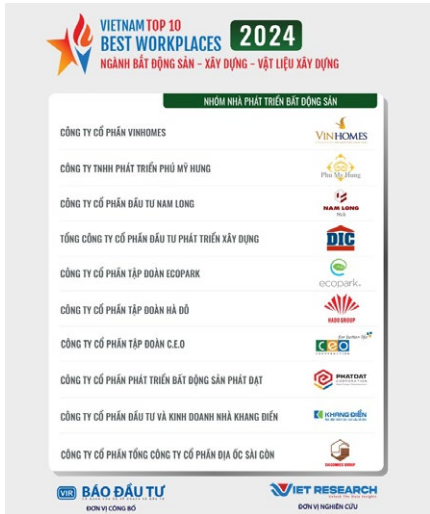 VIETNAM TOP 10
BEST WORKPLACES 2024
NGÀNH BẤT ĐỘNG SẢN - XÂY DỰNG - VẬT LIỆU XÂY DỰNG
NHÓM NHÀ PHÁT TRIỂN BẤT ĐỘNG SẢN
CÔNG TY CỔ PHẦN VINHOMES
VINHOMES
CÔNG TY TNHH PHÁT TRIỂN PHÚ MỸ HƯNG
Phu My Hung
CÔNG TY CỔ PHẦN ĐẦU TƯ NAM LONG
NAM LONG
TỔNG CÔNG TY CỔ PHẦN ĐẦU TƯ PHÁT TRIỂN XÂY DỰNG
DIC
CÔNG TY CỔ PHẦN TẬP ĐOÀN ECOPARK
ecopark
CÔNG TY CỔ PHẦN TẬP ĐOÀN HÀ ĐÔ
HADO GROUP
CÔNG TY CỔ PHẦN TẬP ĐOÀN C.E.O
CEO
CORPORATION
CÔNG TY CỔ PHẦN PHÁT TRIỂN BẤT ĐỘNG SẢN PHÁT ĐẠT
PHATDAT
CORPORATION
CÔNG TY CỔ PHẦN ĐẦU TƯ VÀ KINH DOANH NHÀ KHANG ĐIỀN
KHANG ĐIỀN
CÔNG TY CỔ PHẦN TỔNG CÔNG TY CỔ PHẦN ĐỊA ỐC SÀI GÒN
VIR BÁO ĐẦU TƯ
ĐƠN VỊ CÔNG BỐ
VIET RESEARCH
ĐƠN VỊ NGHIÊN CỨU